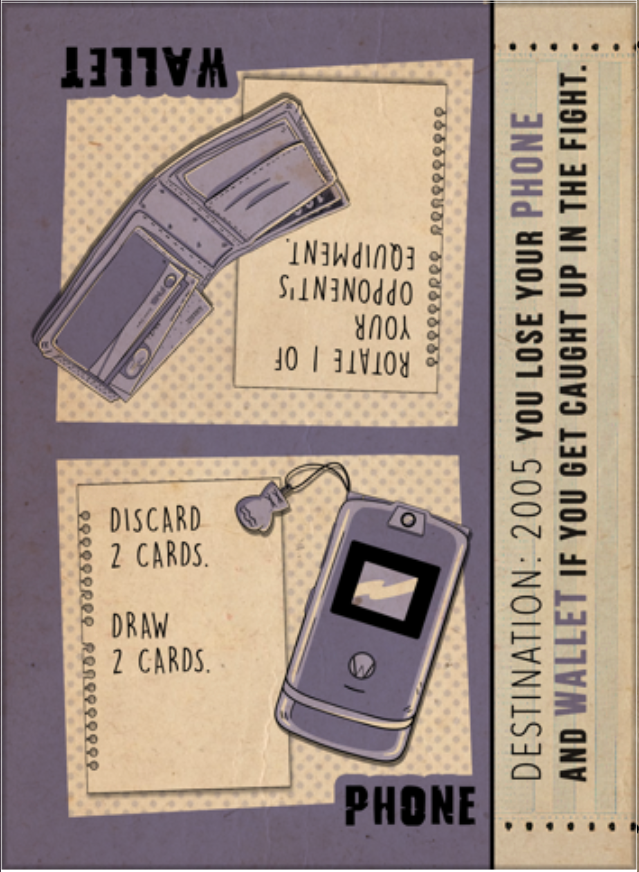 WALLET
ROTATE 1 OF
YOUR
OPPONENT'S
EQUIPMENT.
DISCARD
2 CARDS.
DRAW
2 CARDS.
PHONE
DESTINATION: 2005 YOU LOSE YOUR PHONE
AND WALLET IF YOU GET CAUGHT UP IN THE FIGHT.